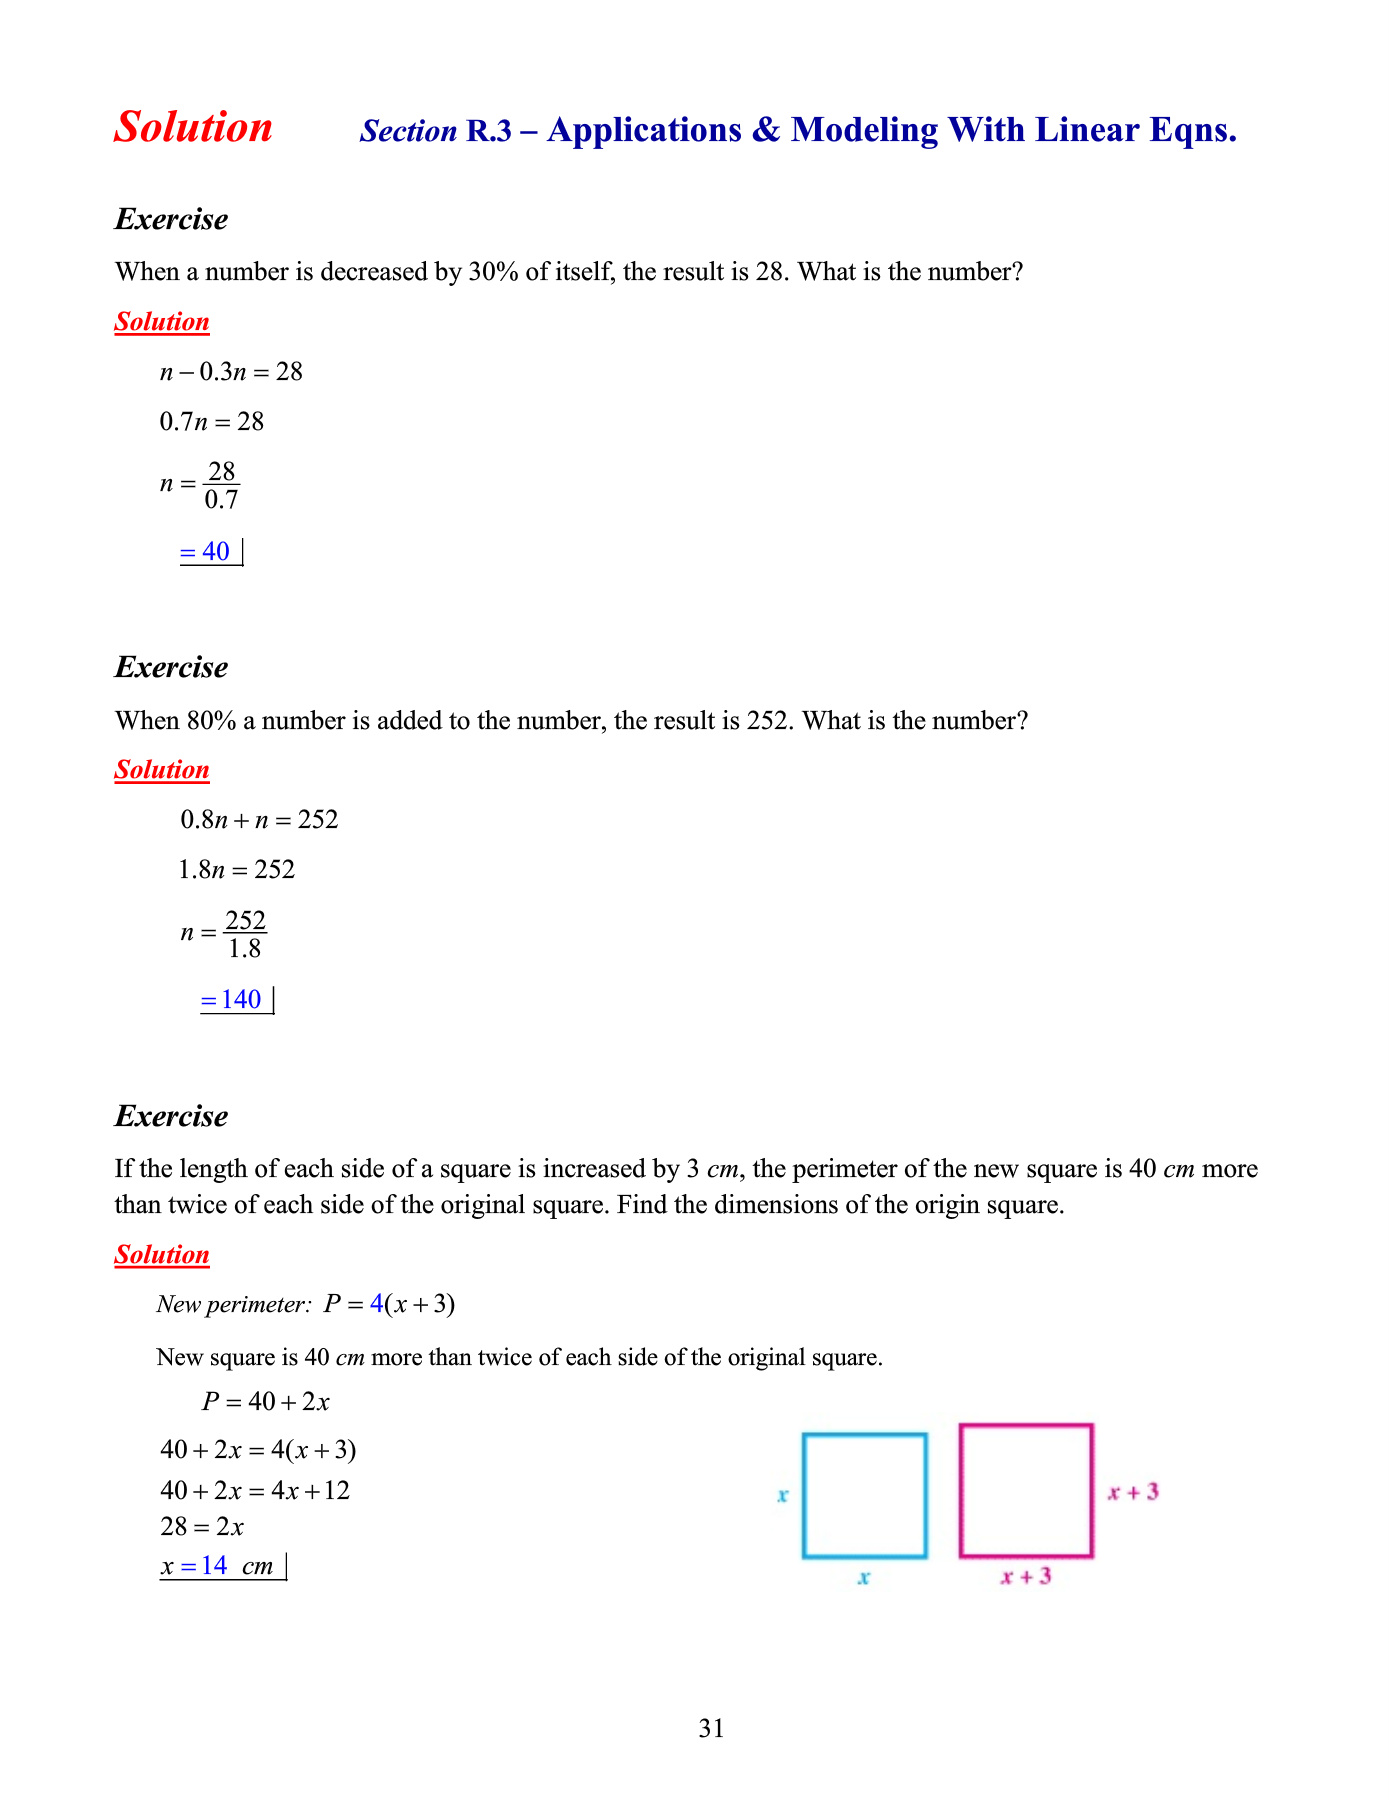 Solution Section R.3 – Applications & Modeling With Linear Eqns.
Exercise
When a number is decreased by 30% of itself, the result is 28. What is the number?
Solution
n − 0.3n = 28
0.7n = 28
n = 28/0.7
= 40
Exercise
When 80% a number is added to the number, the result is 252. What is the number?
Solution
0.8n + n = 252
1.8n = 252
n = 252/1.8
= 140
Exercise
If the length of each side of a square is increased by 3 cm, the perimeter of the new square is 40 cm more
than twice of each side of the original square. Find the dimensions of the origin square.
Solution
New perimeter: P = 4(x + 3)
New square is 40 cm more than twice of each side of the original square.
P = 40 + 2x
40 + 2x = 4(x + 3)
40 + 2x = 4x + 12
28 = 2x
x = 14 cm
x
x
x + 3
x + 3
31